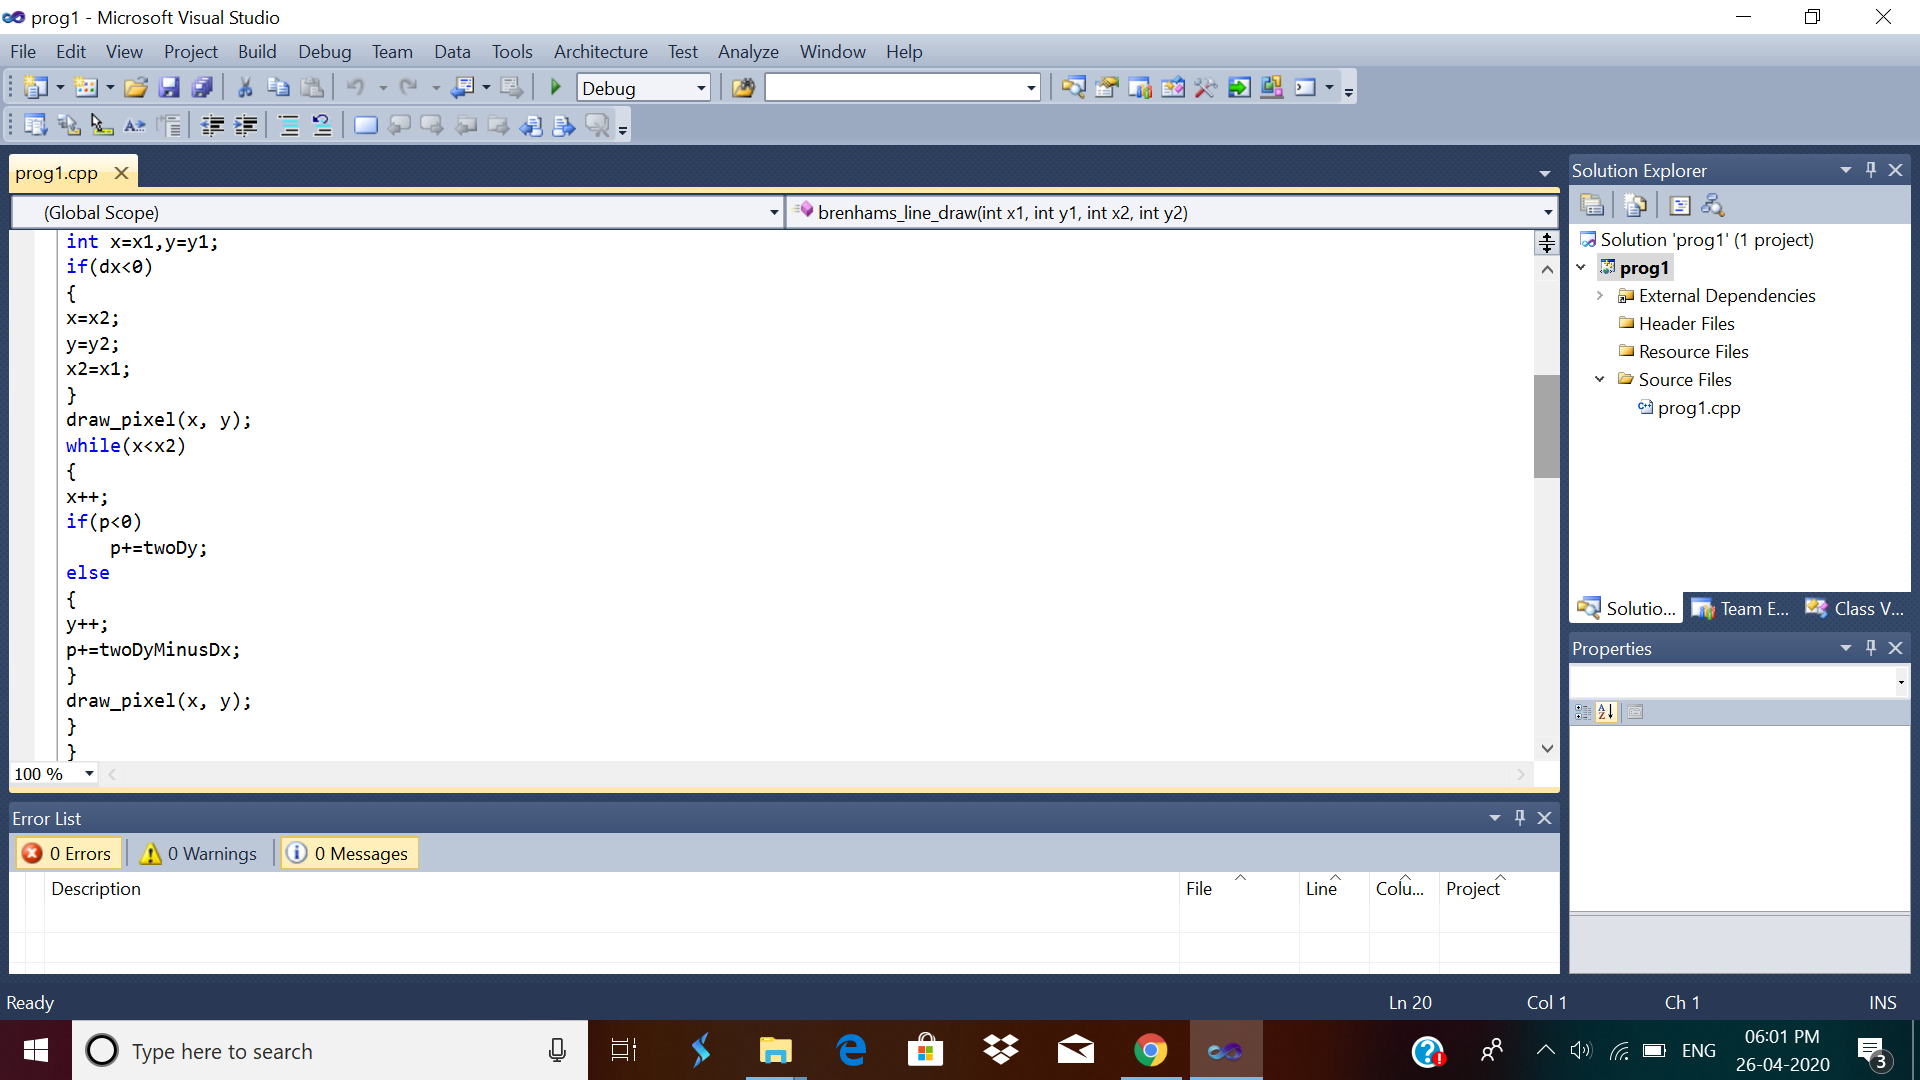 prog1 - Microsoft Visual Studio
File Edit View Project Build Debug Team Data Tools Architecture Test Analyze Window Help
Debug
prog1.cpp
(Global Scope)
brenhams_line_draw(int x1, int y1, int x2, int y2)
int x=x1,y=y1;
if(dx<0)
{
x=x2;
y=y2;
x2=x1;
}
draw_pixel(x, y);
while(x<x2)
{
x++;
if(p<0)
p+=twoDy;
else
{
y++;
p+=twoDyMinusDx;
}
draw_pixel(x, y);
}
}
100 %
Solution Explorer
Solution 'prog1' (1 project)
prog1
External Dependencies
Header Files
Resource Files
Source Files
prog1.cpp
Solutio... Team E... Class V...
Properties
Error List
0 Errors 0 Warnings 0 Messages
Description File Line Colu... Project
Ready Ln 20 Col 1 Ch 1 INS
Type here to search
ENG
06:01 PM
26-04-2020
3